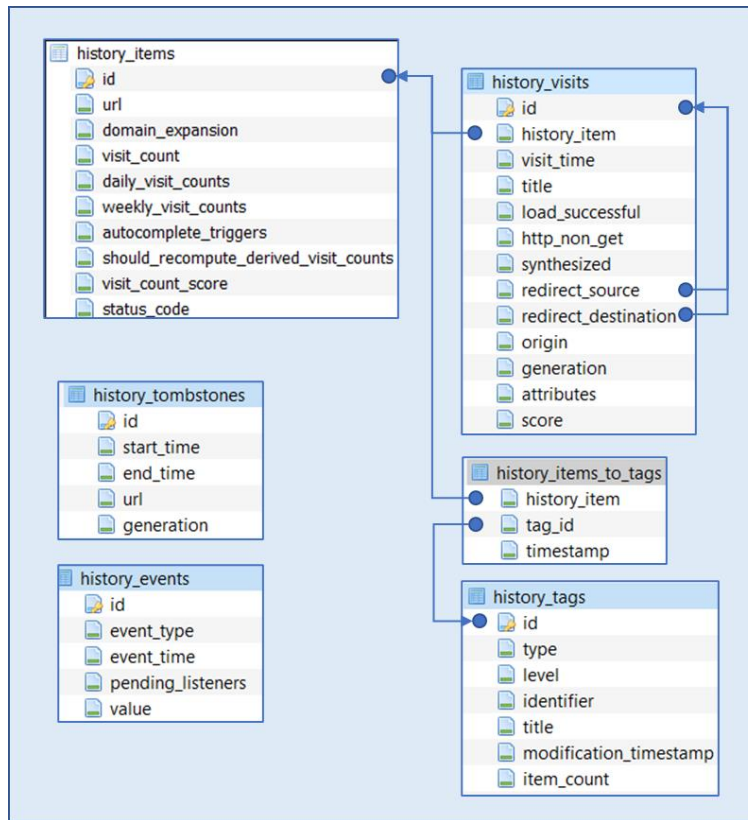 history_items
id
url
domain_expansion
visit_count
daily_visit_counts
weekly_visit_counts
autocomplete_triggers
should_recompute_derived_visit_counts
visit_count_score
status_code
history_visits
id
history_item
visit_time
title
load_successful
http_non_get
synthesized
redirect_source
redirect_destination
origin
generation
attributes
score
history_tombstones
id
start_time
end_time
url
generation
history_items_to_tags
history_item
tag_id
timestamp
history_events
id
event_type
event_time
pending_listeners
value
history_tags
id
type
level
identifier
title
modification_timestamp
item_count